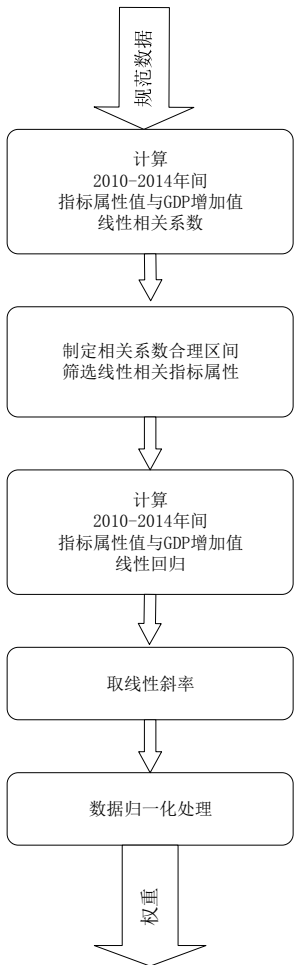 规范数据
计算
2010-2014年间
指标属性值与GDP增加值
线性相关系数
制定相关系数合理区间
筛选线性相关指标属性
计算
2010-2014年间
指标属性值与GDP增加值
线性回归
取线性斜率
数据归一化处理
权重